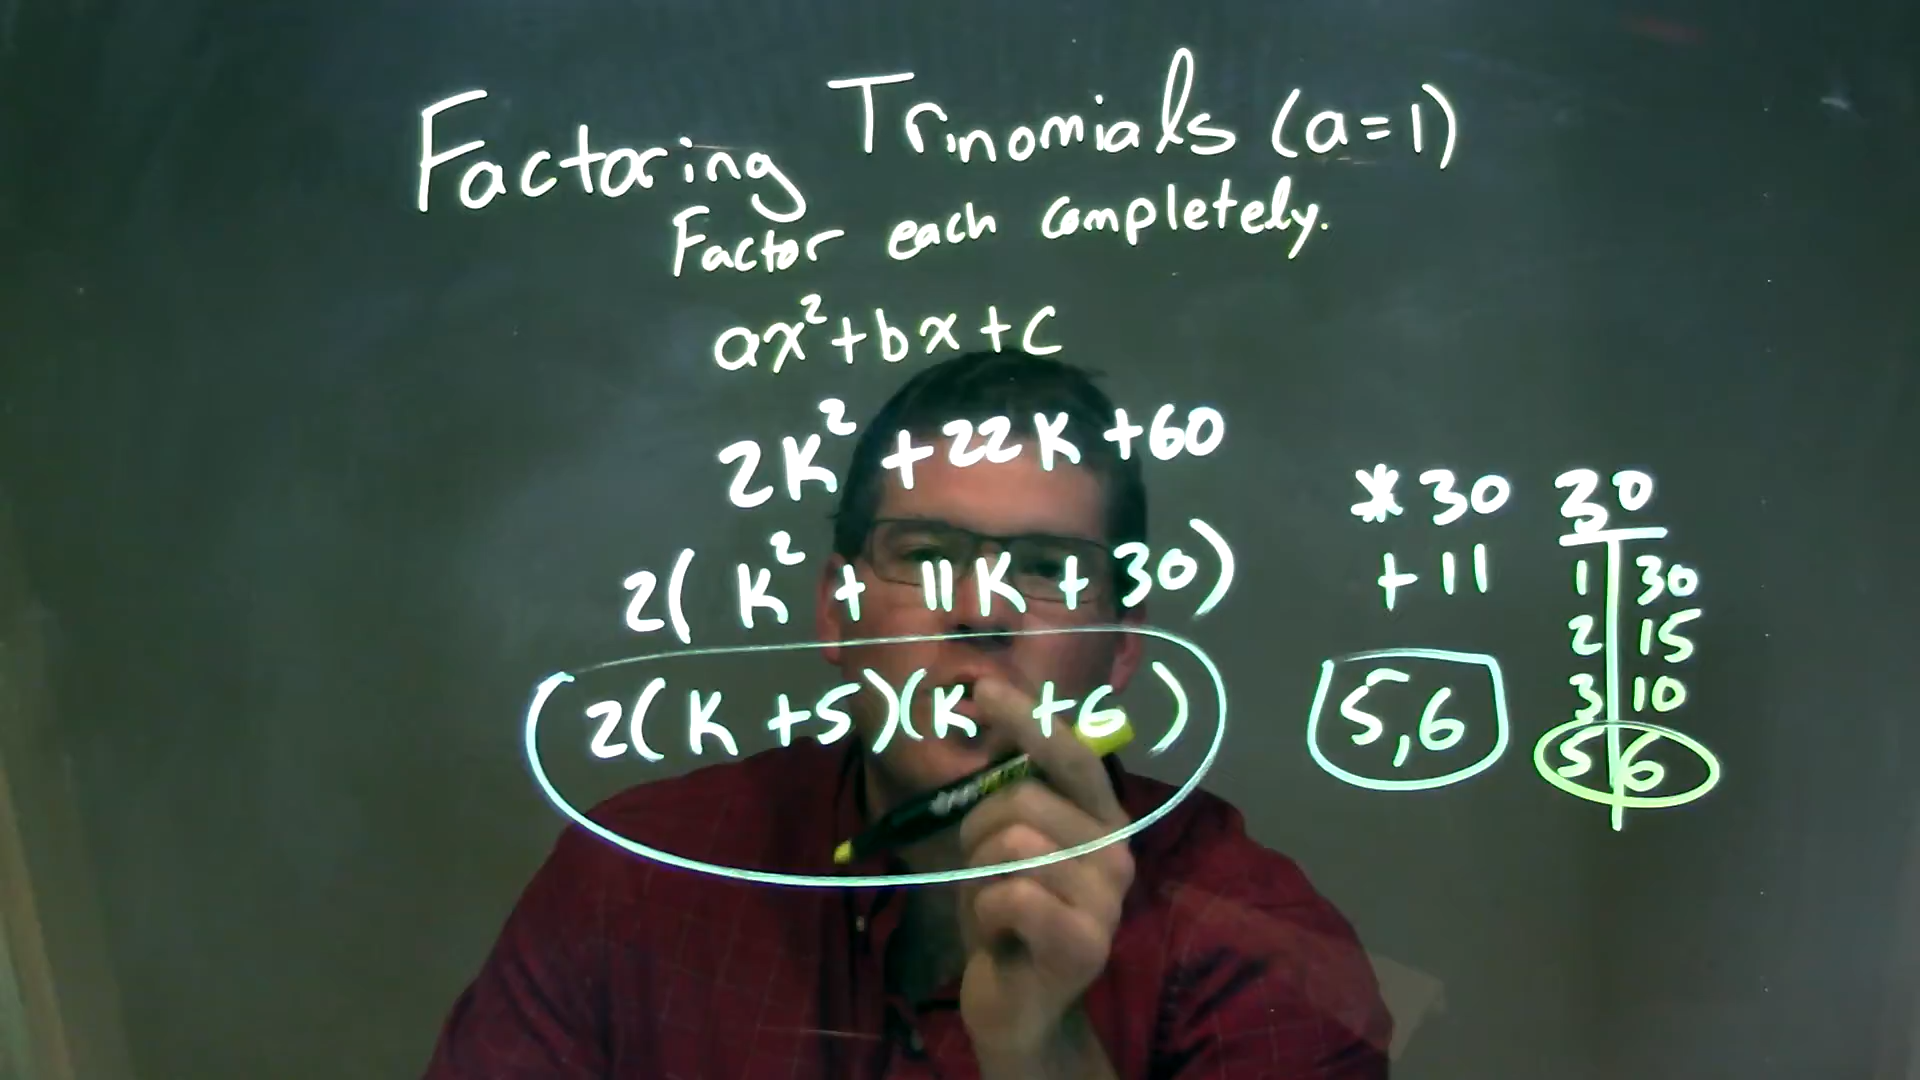 Factoring Trinomials (a=1)
Factor each completely.
ax²+bx+c
2K²+22K+60
2(K²+11K+30)
2(K+5)(K+6)
*30
+11
5,6
30
1 30
2 15
3 10
5 6